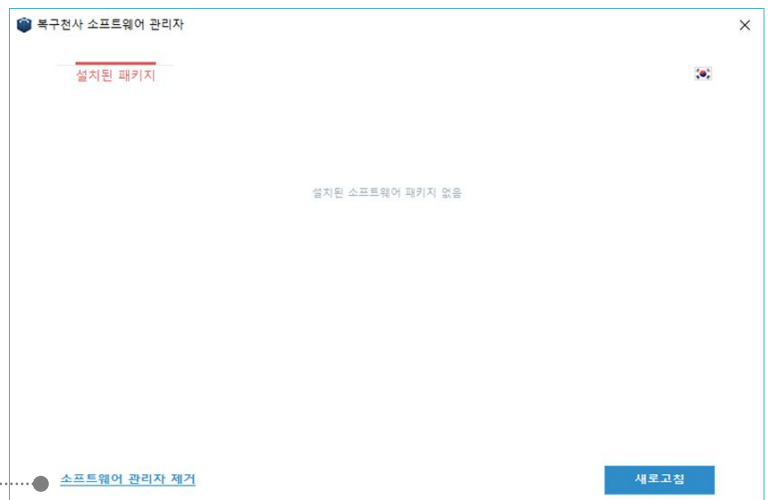 복구천사 소프트웨어 관리자
설치된 패키지
설치된 소프트웨어 패키지 없음
소프트웨어 관리자 제거
새로고침